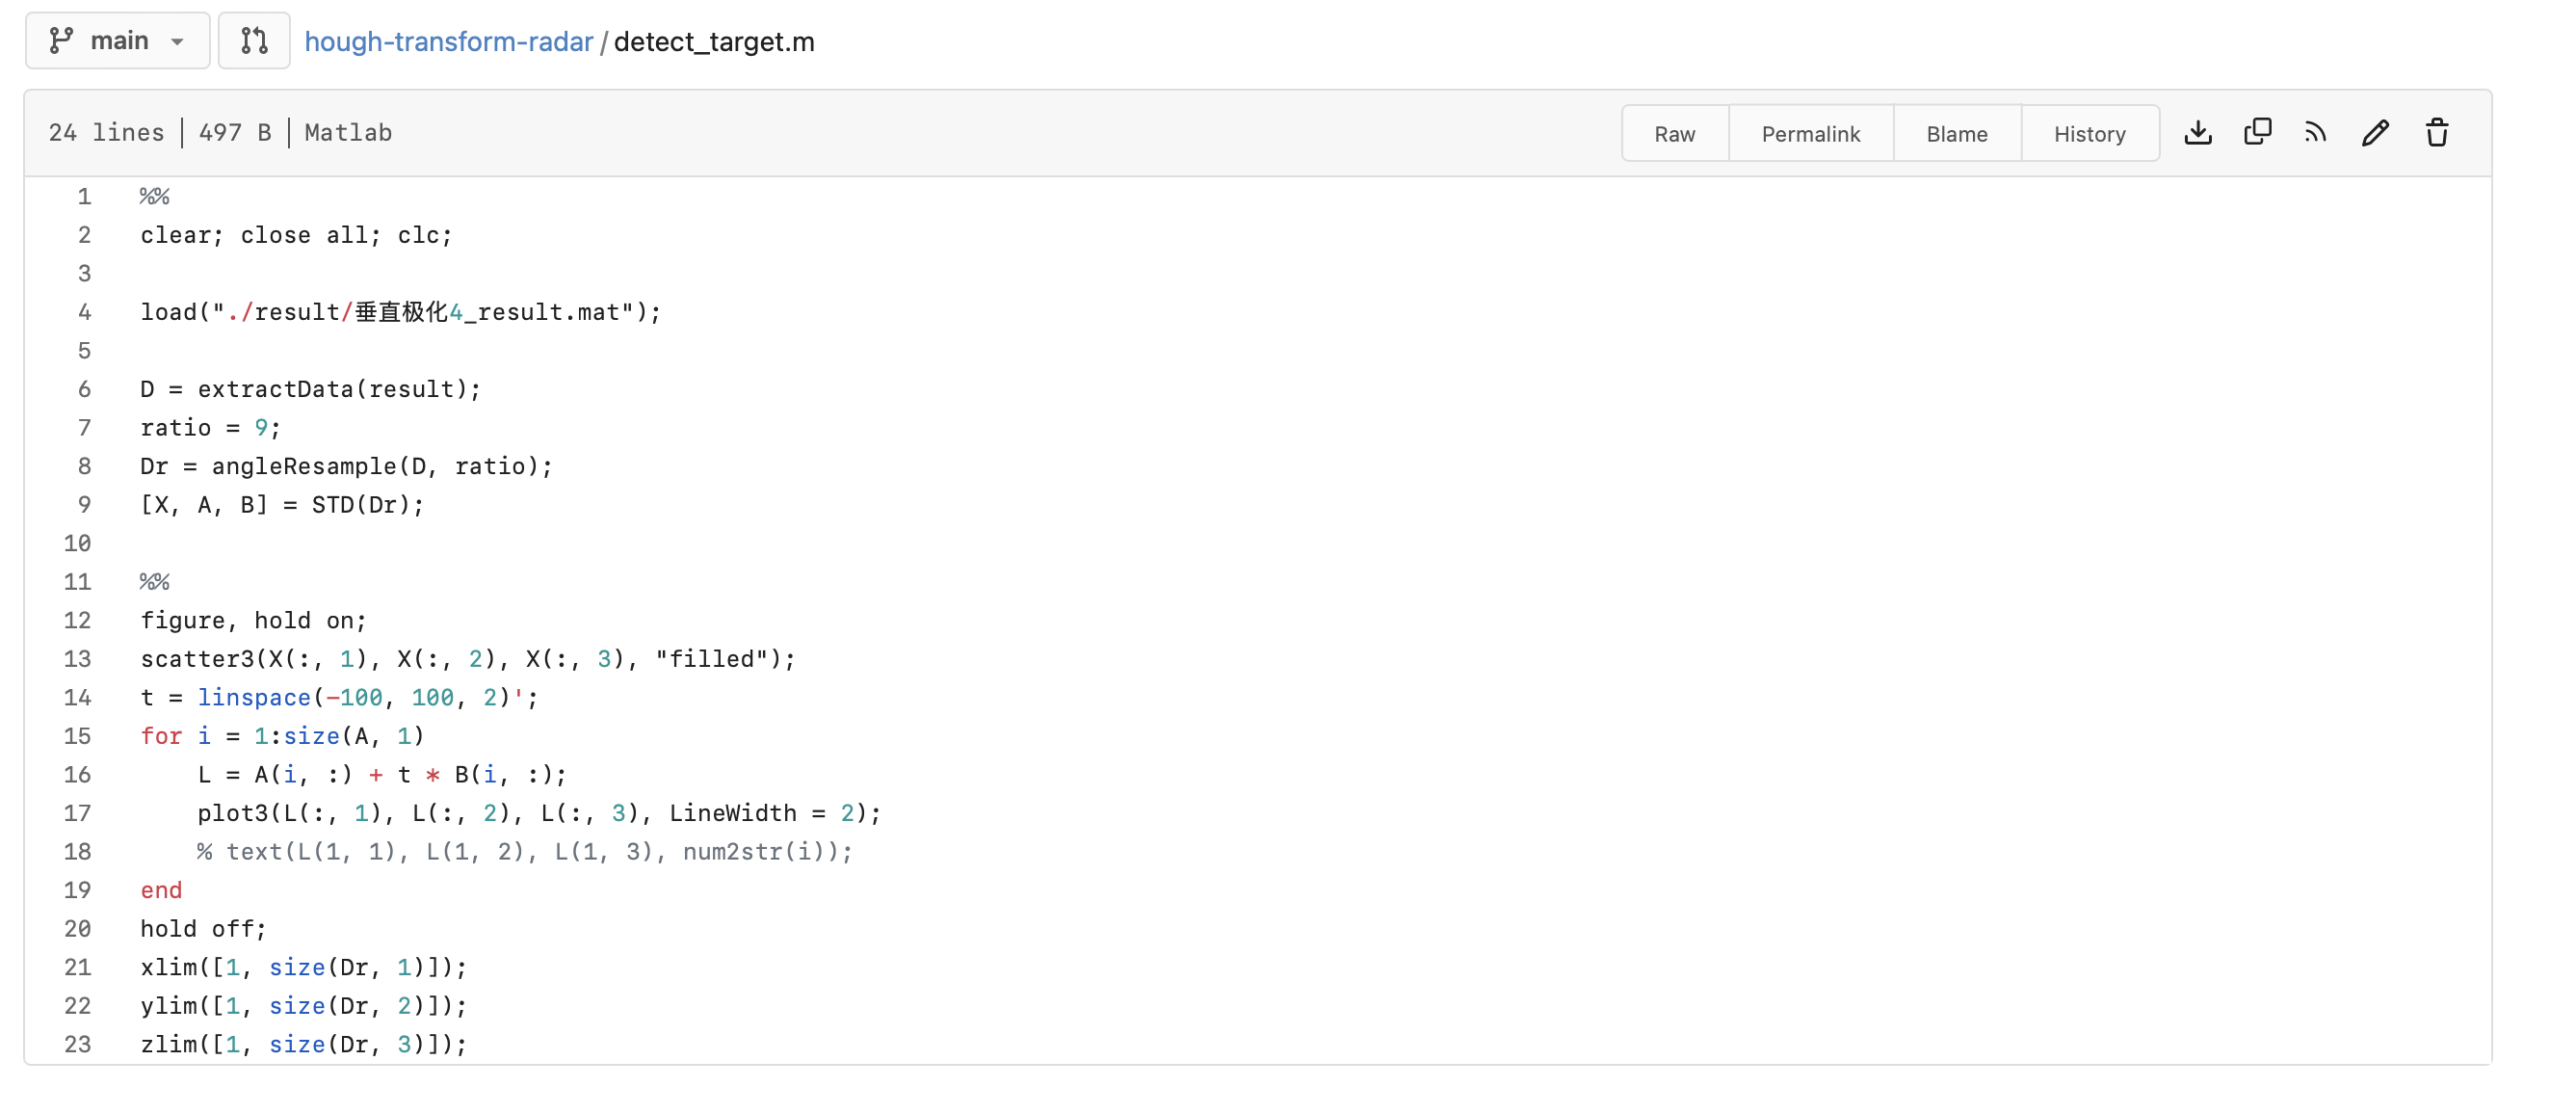 main
hough-transform-radar / detect_target.m
24 lines | 497 B | Matlab
Raw Permalink Blame History
1 %%
2 clear; close all; clc;
3
4 load("./result/垂直极化4_result.mat");
5
6 D = extractData(result);
7 ratio = 9;
8 Dr = angleResample(D, ratio);
9 [X, A, B] = STD(Dr);
10
11 %%
12 figure, hold on;
13 scatter3(X(:, 1), X(:, 2), X(:, 3), "filled");
14 t = linspace(-100, 100, 2)';
15 for i = 1:size(A, 1)
16     L = A(i, :) + t * B(i, :);
17     plot3(L(:, 1), L(:, 2), L(:, 3), LineWidth = 2);
18     % text(L(1, 1), L(1, 2), L(1, 3), num2str(i));
19 end
20 hold off;
21 xlim([1, size(Dr, 1)]);
22 ylim([1, size(Dr, 2)]);
23 zlim([1, size(Dr, 3)]);